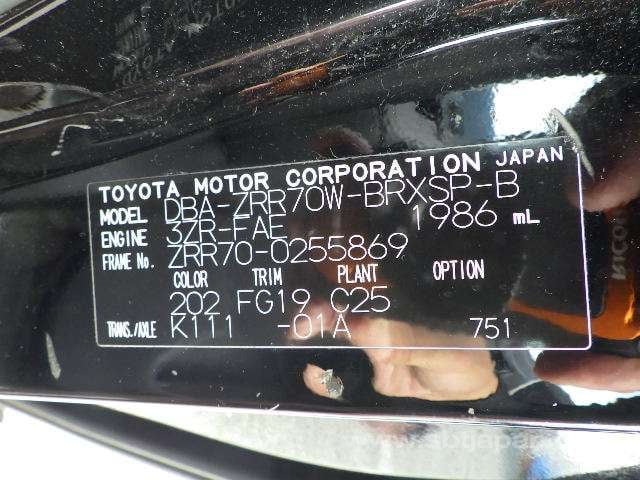 TOYOTA MOTOR CORPORATION JAPAN
MODEL DBA-ZRR70W-BRXSP-B
ENGINE 3ZR-FAE 1986 mL
FRAME No. ZRR70-0255869
COLOR TRIM PLANT OPTION
202 FG19 C25
TRANS./AXLE K111 -01A 751